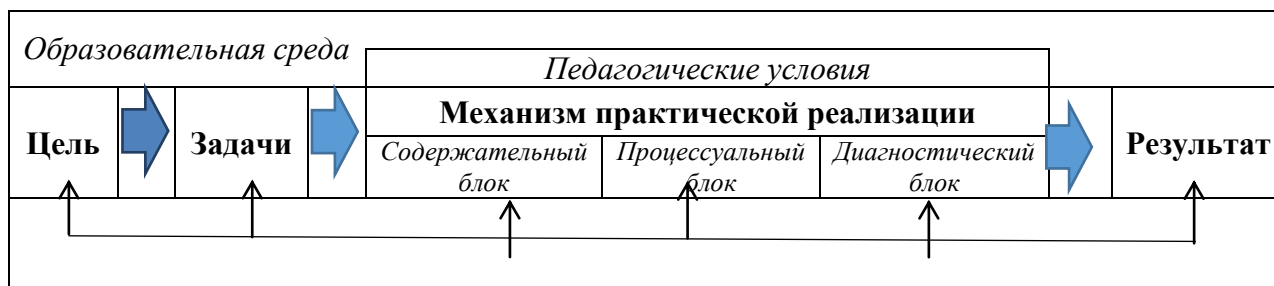 Образовательная среда
Педагогические условия
Механизм практической реализации
Цель
Задачи
Содержательный
блок
Процессуальный
блок
Диагностический
блок
Результат